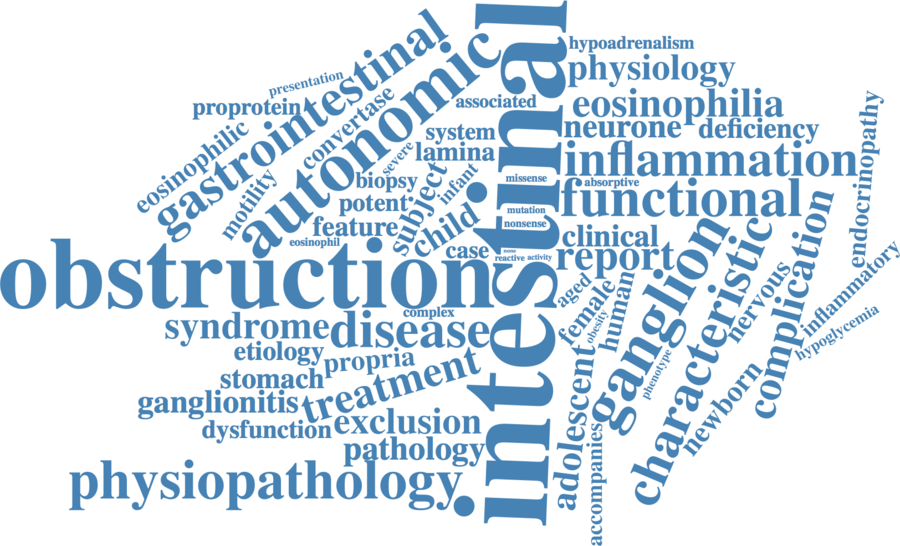 hypoadrenalism
physiology
presentation
gastrointestinal
autonomic
intestinal
associated
proprotein
convertase
eosinophilia
neurone
deficiency
eosinophilic
motility
severe
system
lamina
inflammation
endocrinopathy
biopsy
subject
infant
missense
absorptive
functional
potent
feature
child
mutation
nonsense
eosinophil
case
none
reactive
activity
clinical
report
obstruction
aged
female
obesity
human
ganglion
characteristic
nervous
complication
inflammatory
hypoglycemia
complex
syndrome
disease
etiology
propria
stomach
treatment
phenotype
newborn
ganglionitis
dysfunction
exclusion
adolescent
accompanies
pathology
physiopathology